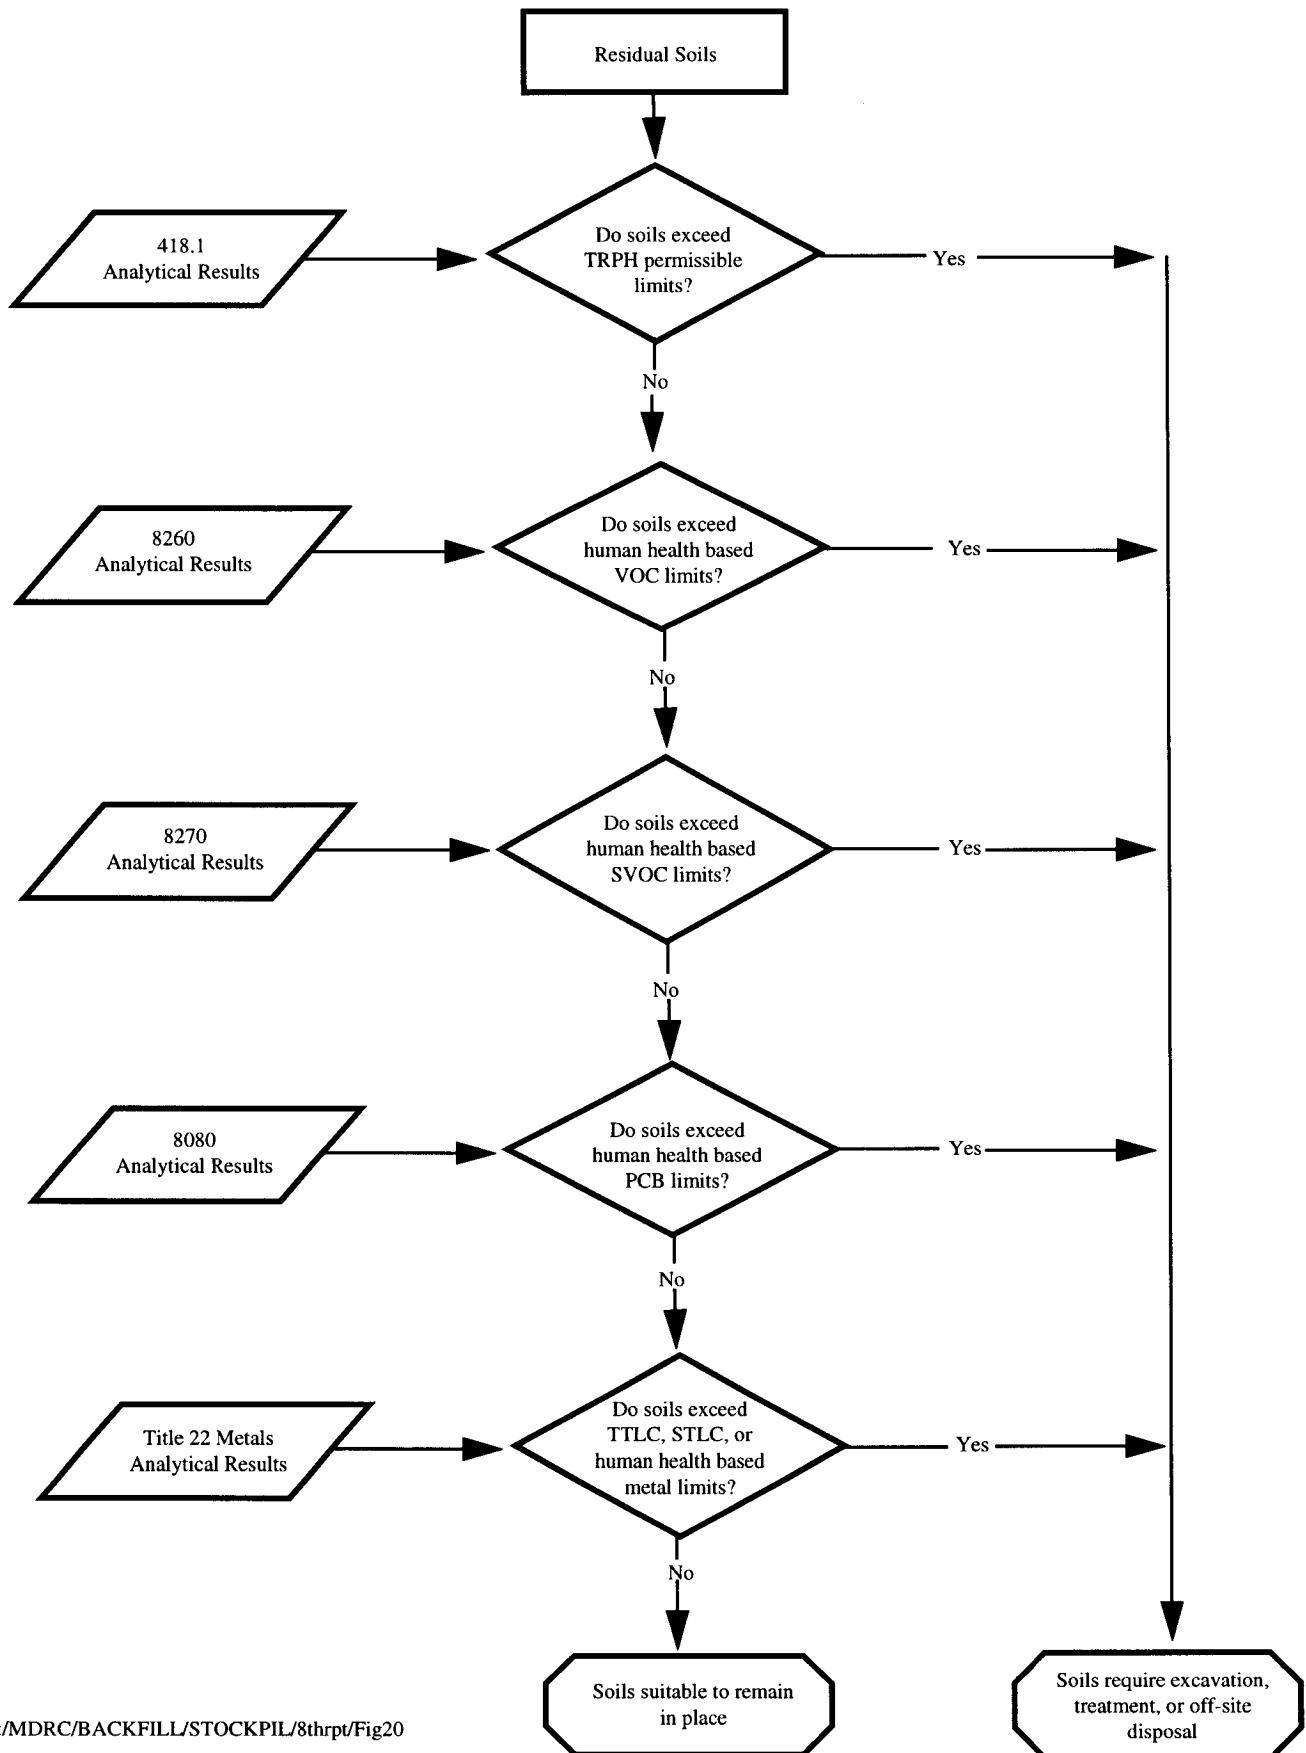 Residual Soils
418.1
Analytical Results
Do soils exceed
TRPH permissible
limits?
Yes
No
8260
Analytical Results
Do soils exceed
human health based
VOC limits?
Yes
No
8270
Analytical Results
Do soils exceed
human health based
SVOC limits?
Yes
No
8080
Analytical Results
Do soils exceed
human health based
PCB limits?
Yes
No
Title 22 Metals
Analytical Results
Do soils exceed
TTLC, STLC, or
human health based
metal limits?
Yes
No
Soils suitable to remain
in place
Soils require excavation,
treatment, or off-site
disposal
:/MDRC/BACKFILL/STOCKPIL/8thrpt/Fig20